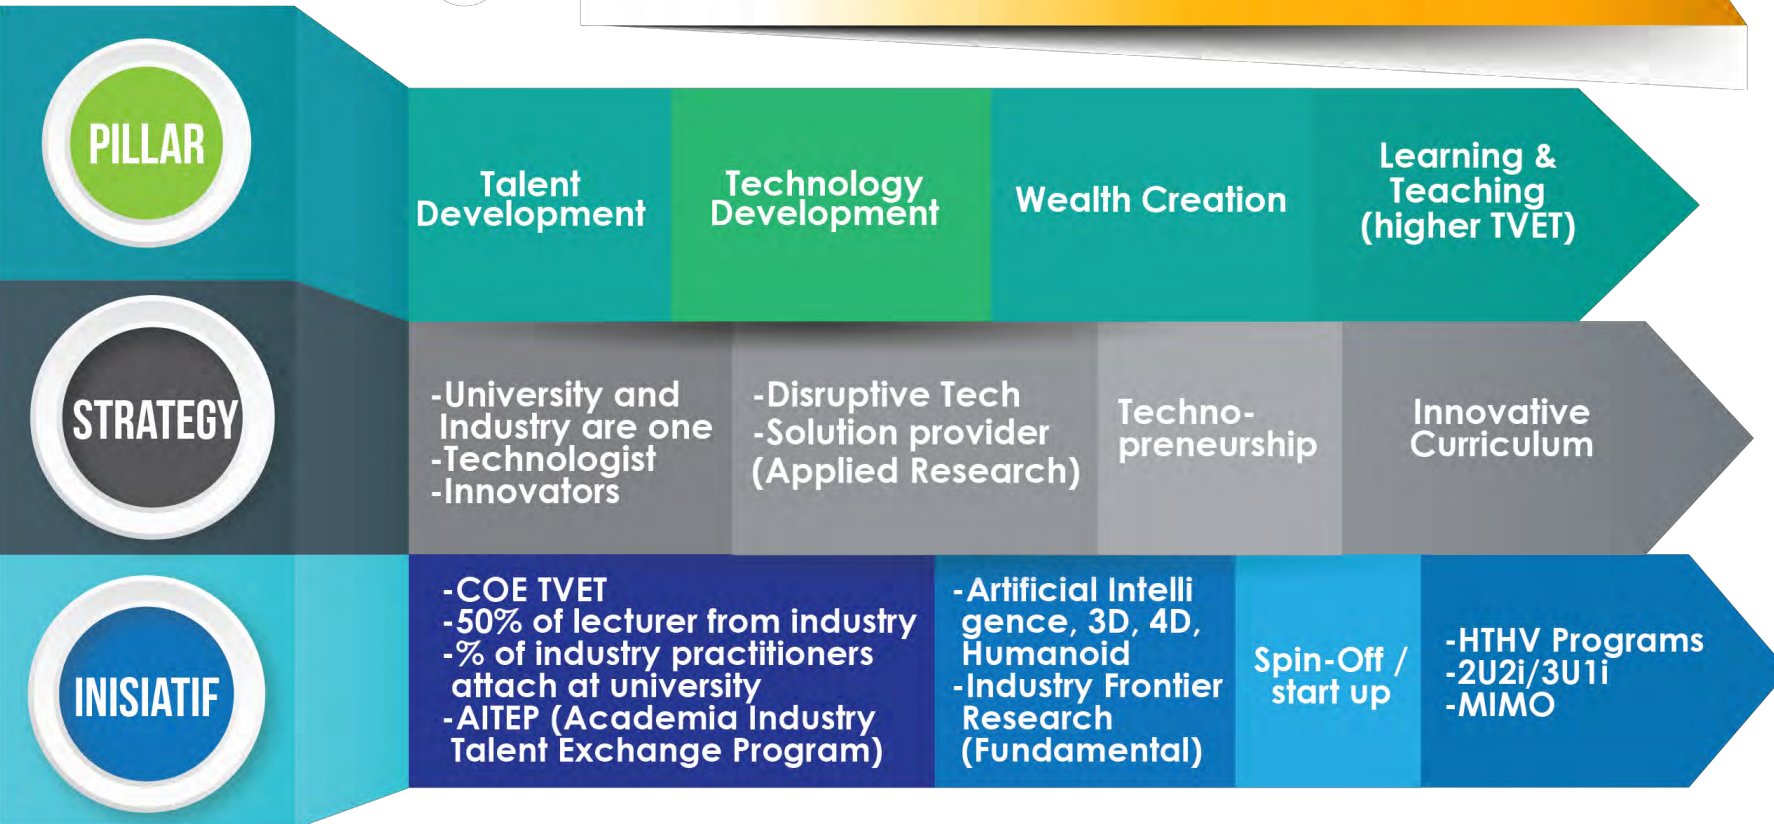 PILLAR
Talent
Development
Technology
Development
Wealth Creation
Learning &
Teaching
(higher TVET)
STRATEGY
-University and
Industry are one
-Technologist
-Innovators
-Disruptive Tech
-Solution provider
(Applied Research)
Techno-
preneurship
Innovative
Curriculum
INISIATIF
-COE TVET
-50% of lecturer from industry
-% of industry practitioners
attach at university
-AITEP (Academia Industry
Talent Exchange Program)
-Artificial Intelli
gence, 3D, 4D,
Humanoid
-Industry Frontier
Research
(Fundamental)
Spin-Off /
start up
-HTHV Programs
-2U2i/3U1i
-MIMO